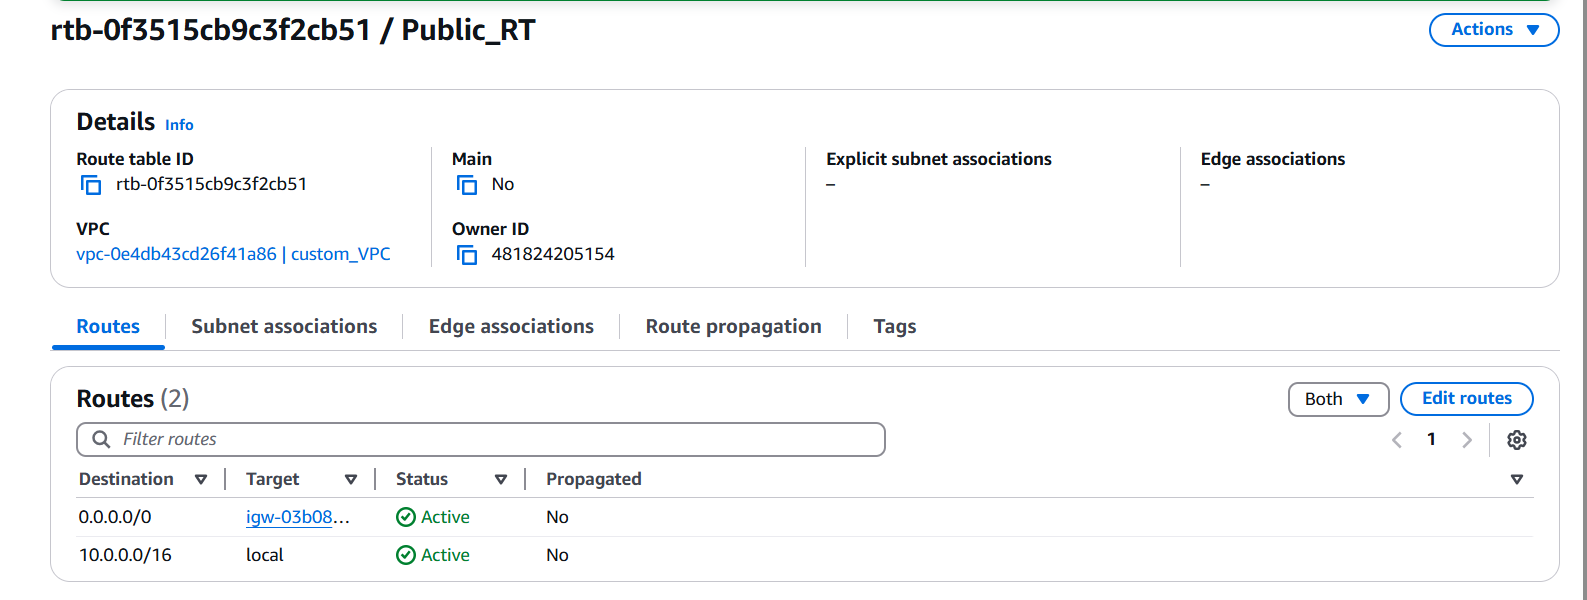 rtb-0f3515cb9c3f2cb51 / Public_RT
Actions
Details Info
Route table ID
rtb-0f3515cb9c3f2cb51
Main
No
Explicit subnet associations
–
Edge associations
–
VPC
vpc-0e4db43cd26f41a86 | custom_VPC
Owner ID
481824205154
Routes Subnet associations Edge associations Route propagation Tags
Routes (2)
Both
Edit routes
Filter routes
1
Destination Target Status Propagated
0.0.0.0/0 igw-03b08... Active No
10.0.0.0/16 local Active No